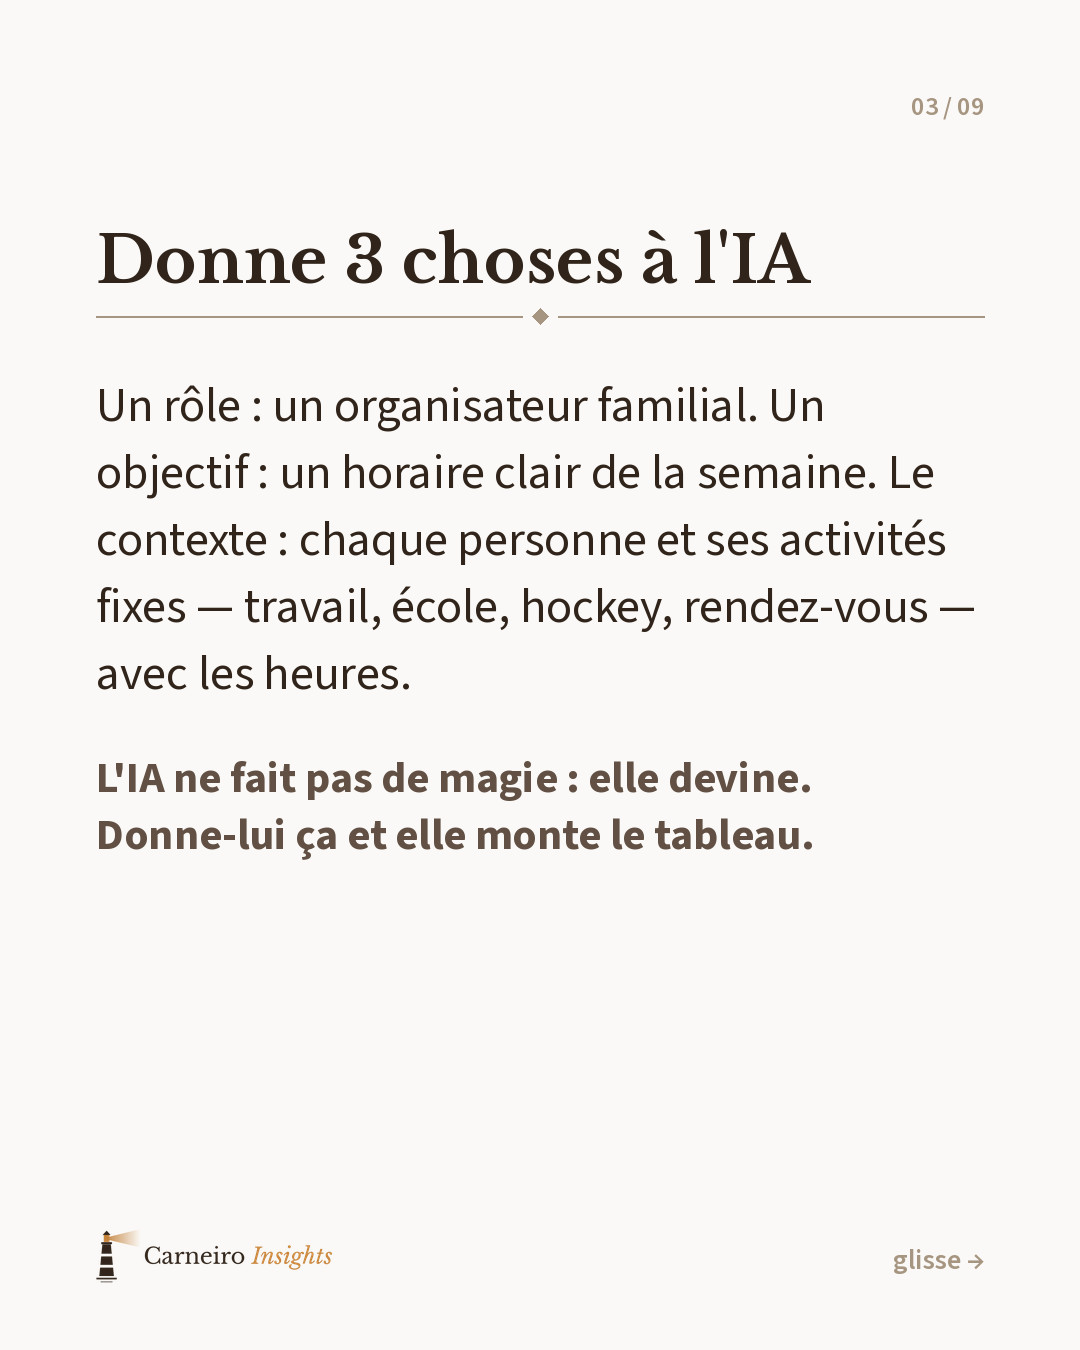 03 / 09
Donne 3 choses à l'IA
Un rôle : un organisateur familial. Un
objectif : un horaire clair de la semaine. Le
contexte : chaque personne et ses activités
fixes — travail, école, hockey, rendez-vous —
avec les heures.
L'IA ne fait pas de magie : elle devine.
Donne-lui ça et elle monte le tableau.
Carneiro Insights
glisse →